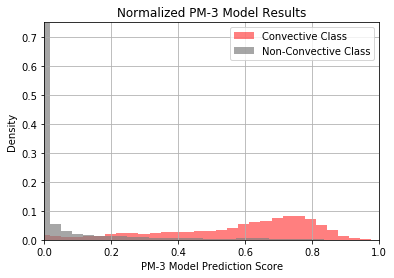 Normalized PM-3 Model Results
Convective Class
Non-Convective Class
0.7
0.6
0.5
0.4
0.3
0.2
0.1
0.0
Density
0.0 0.2 0.4 0.6 0.8 1.0
PM-3 Model Prediction Score